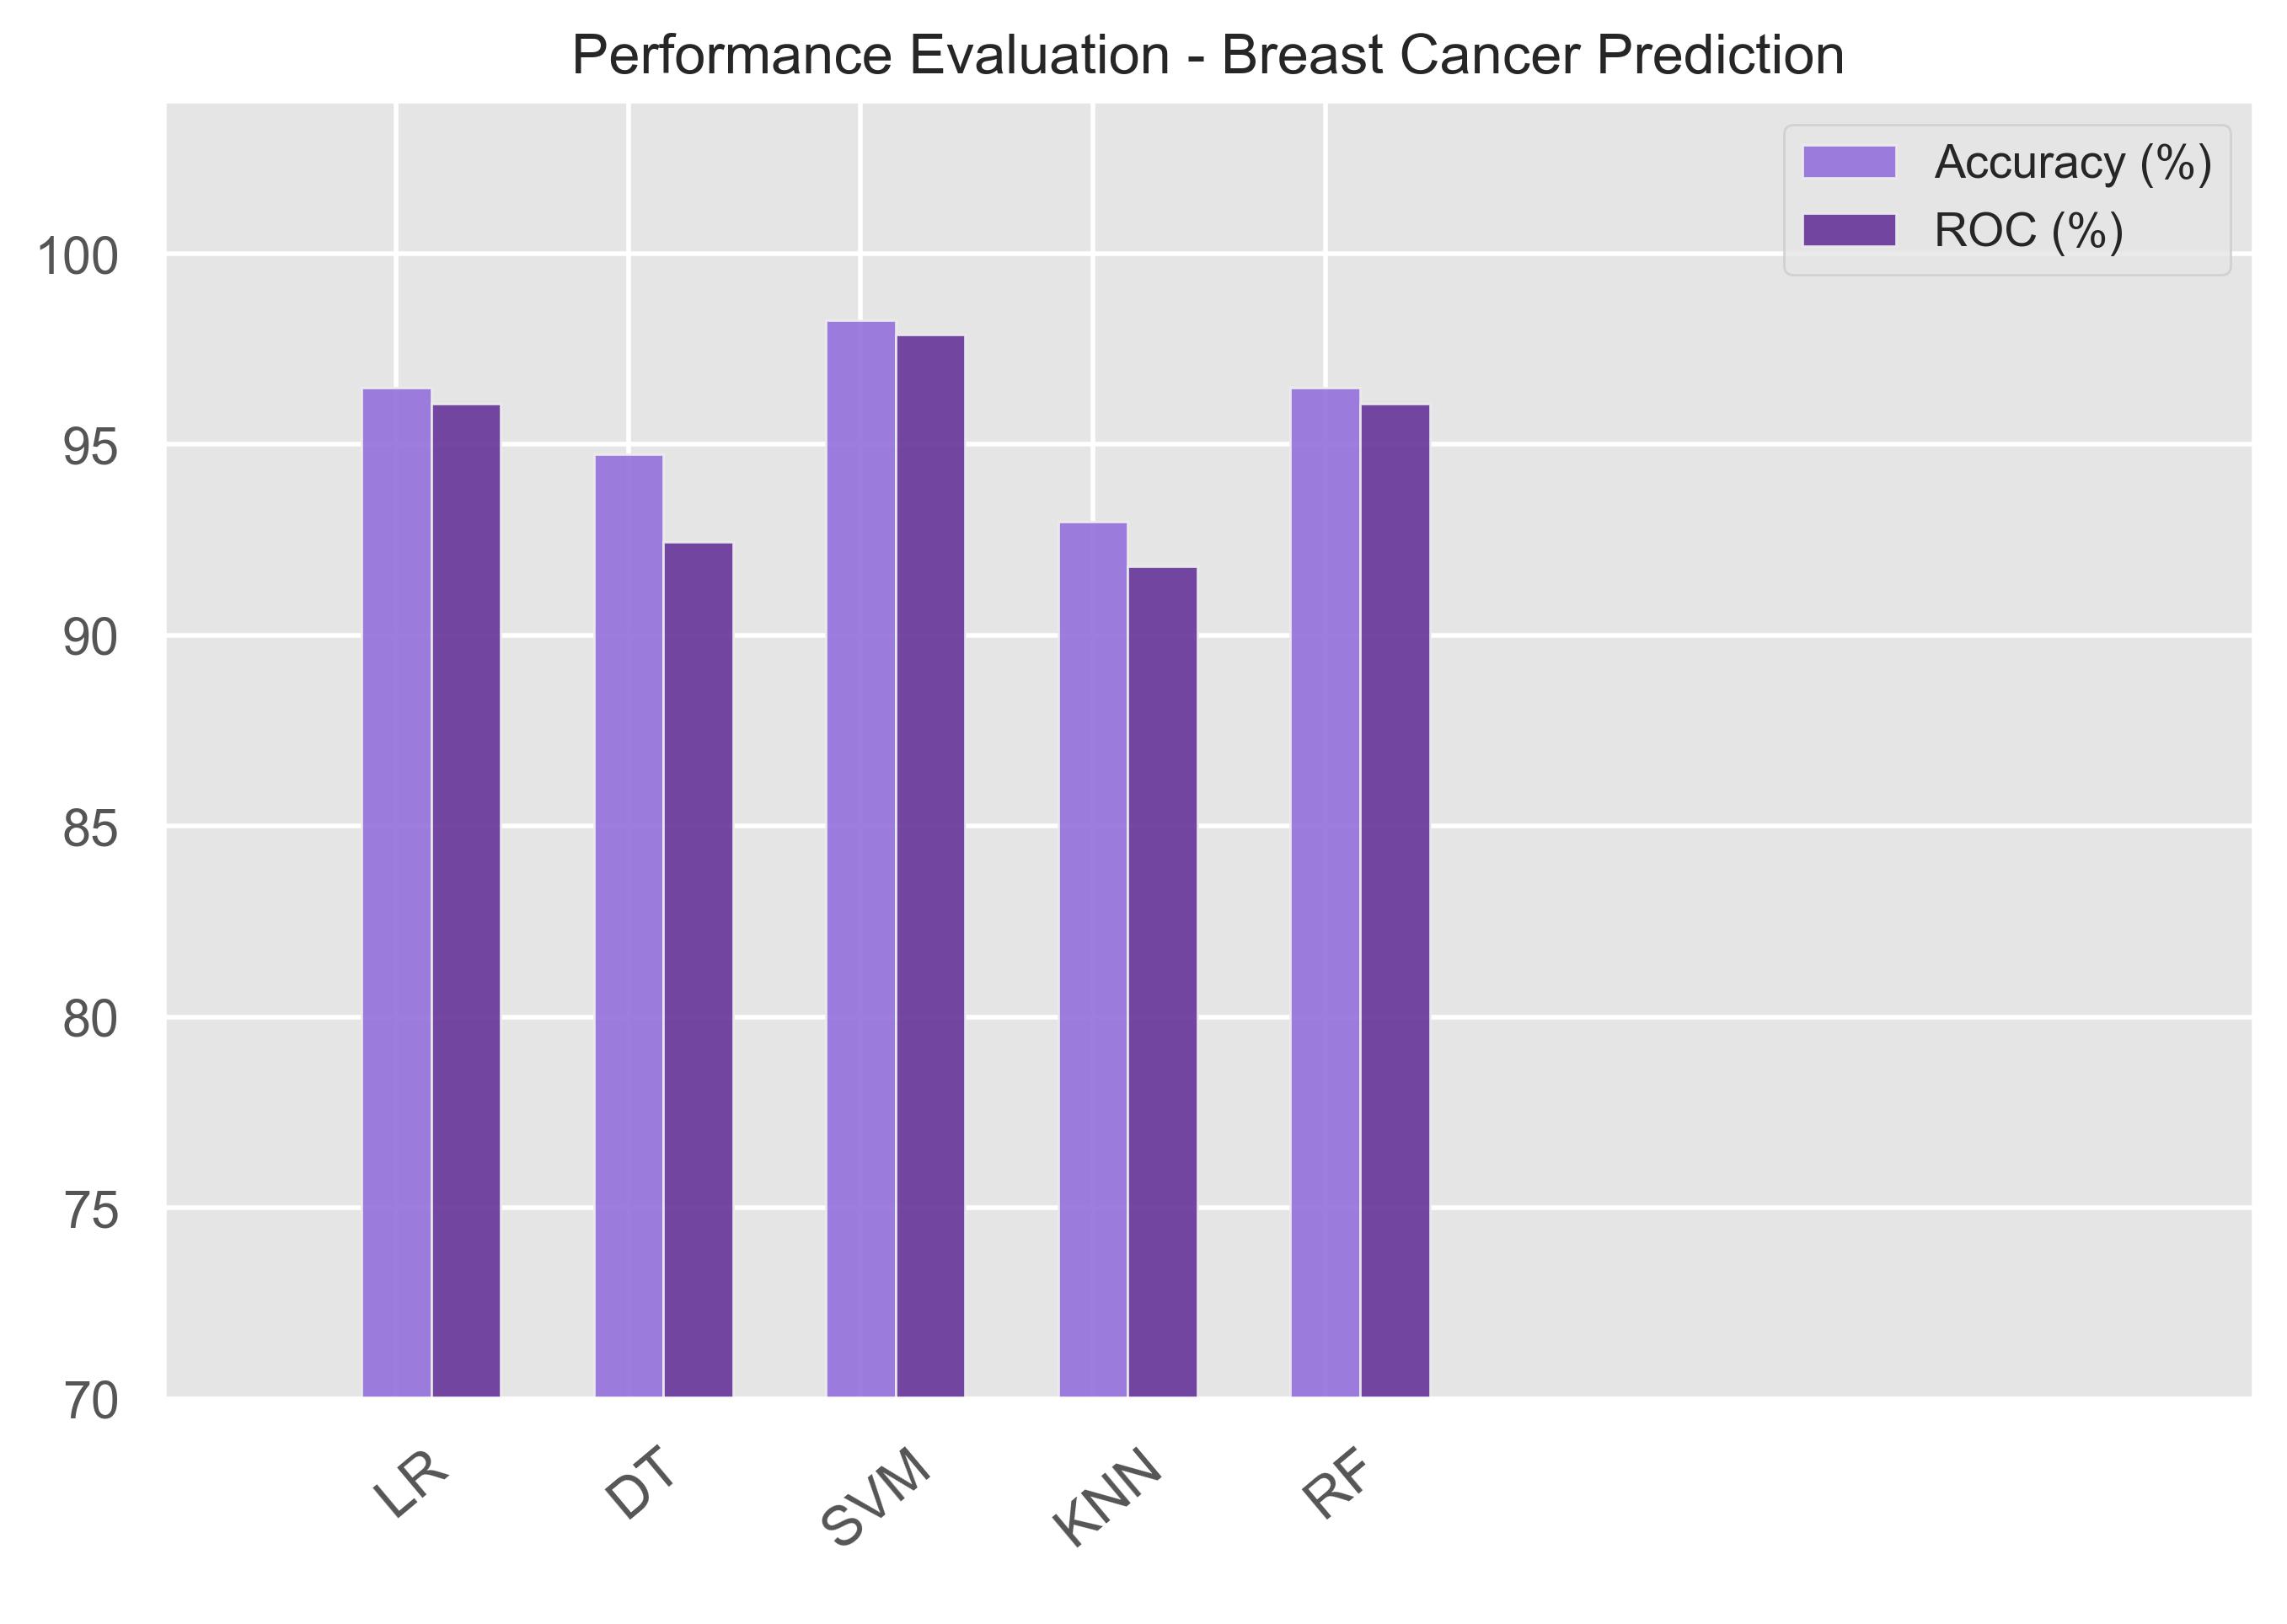 Performance Evaluation - Breast Cancer Prediction
Accuracy (%)
ROC (%)
100
95
90
85
80
75
70
LR
DT
SVM
KNN
RF